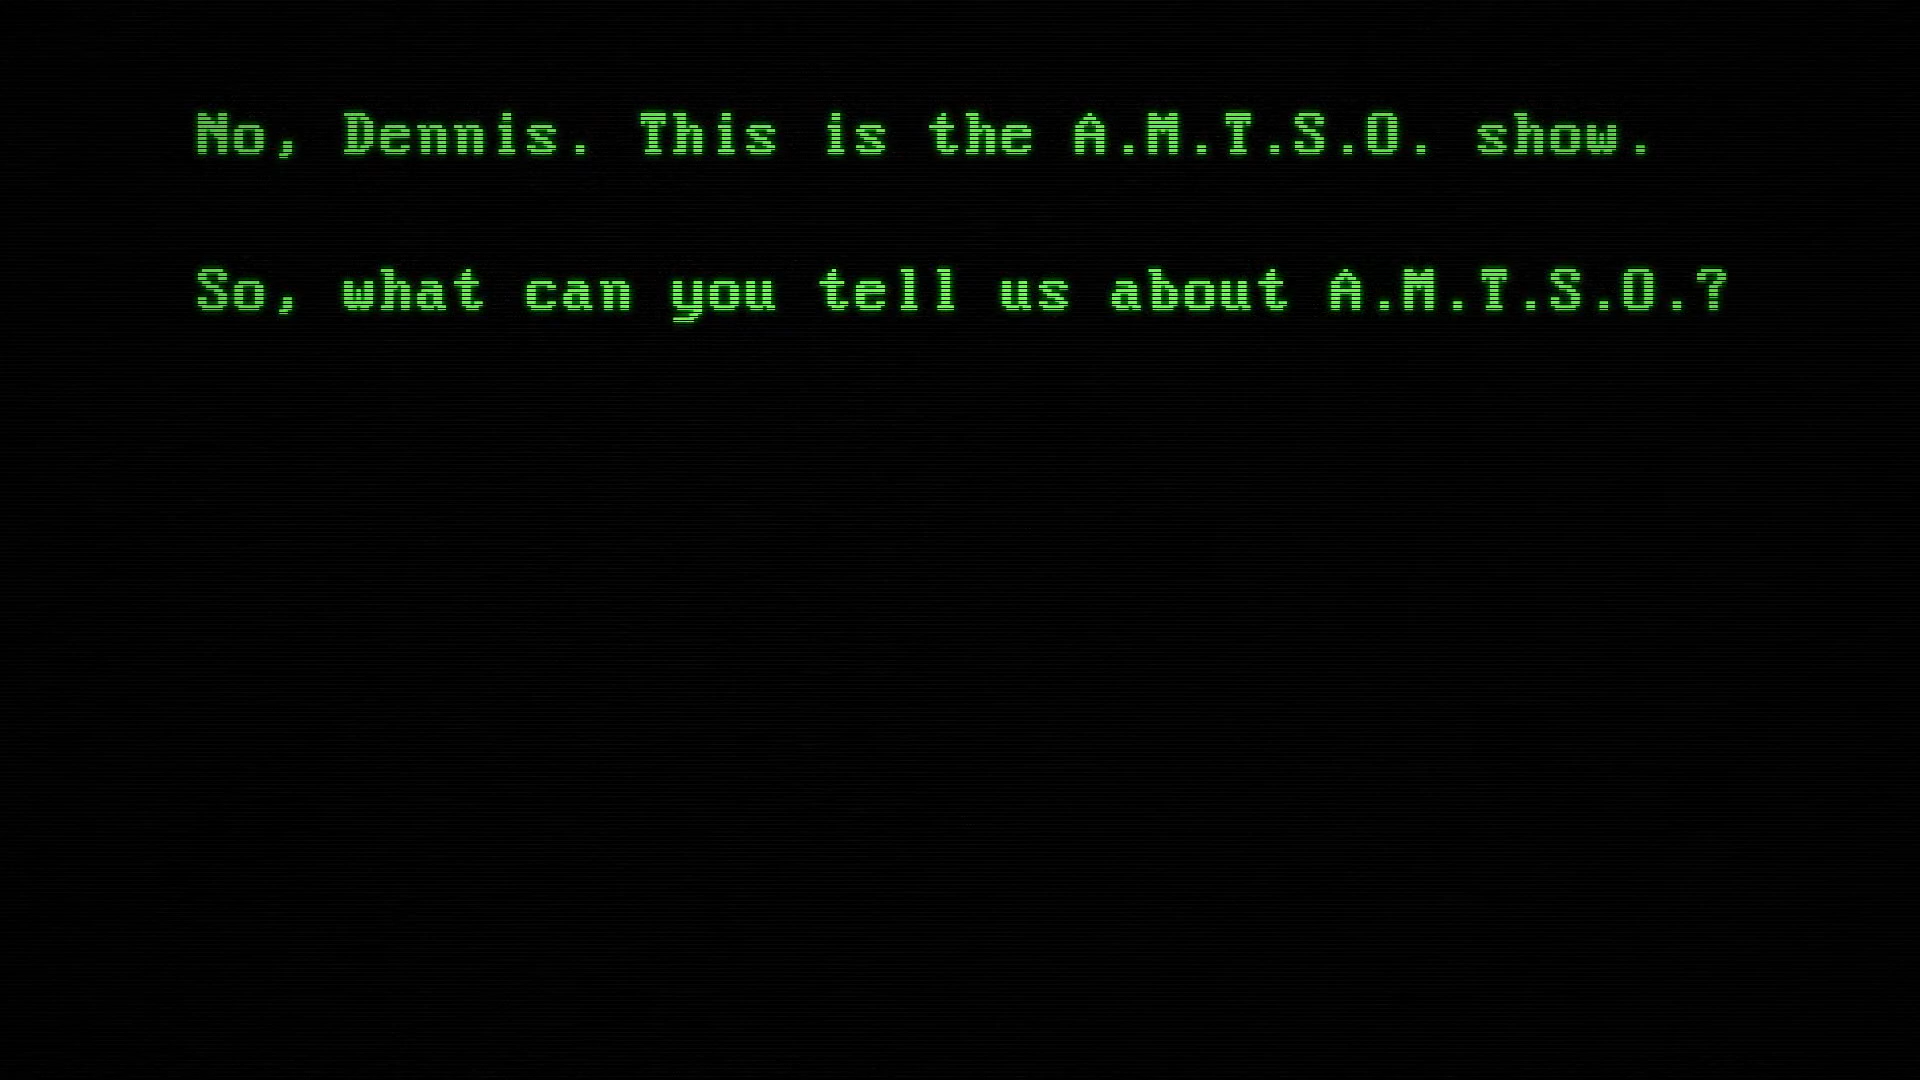 No, Dennis. This is the A.M.T.S.O. show.
So, what can you tell us about A.M.T.S.O.?